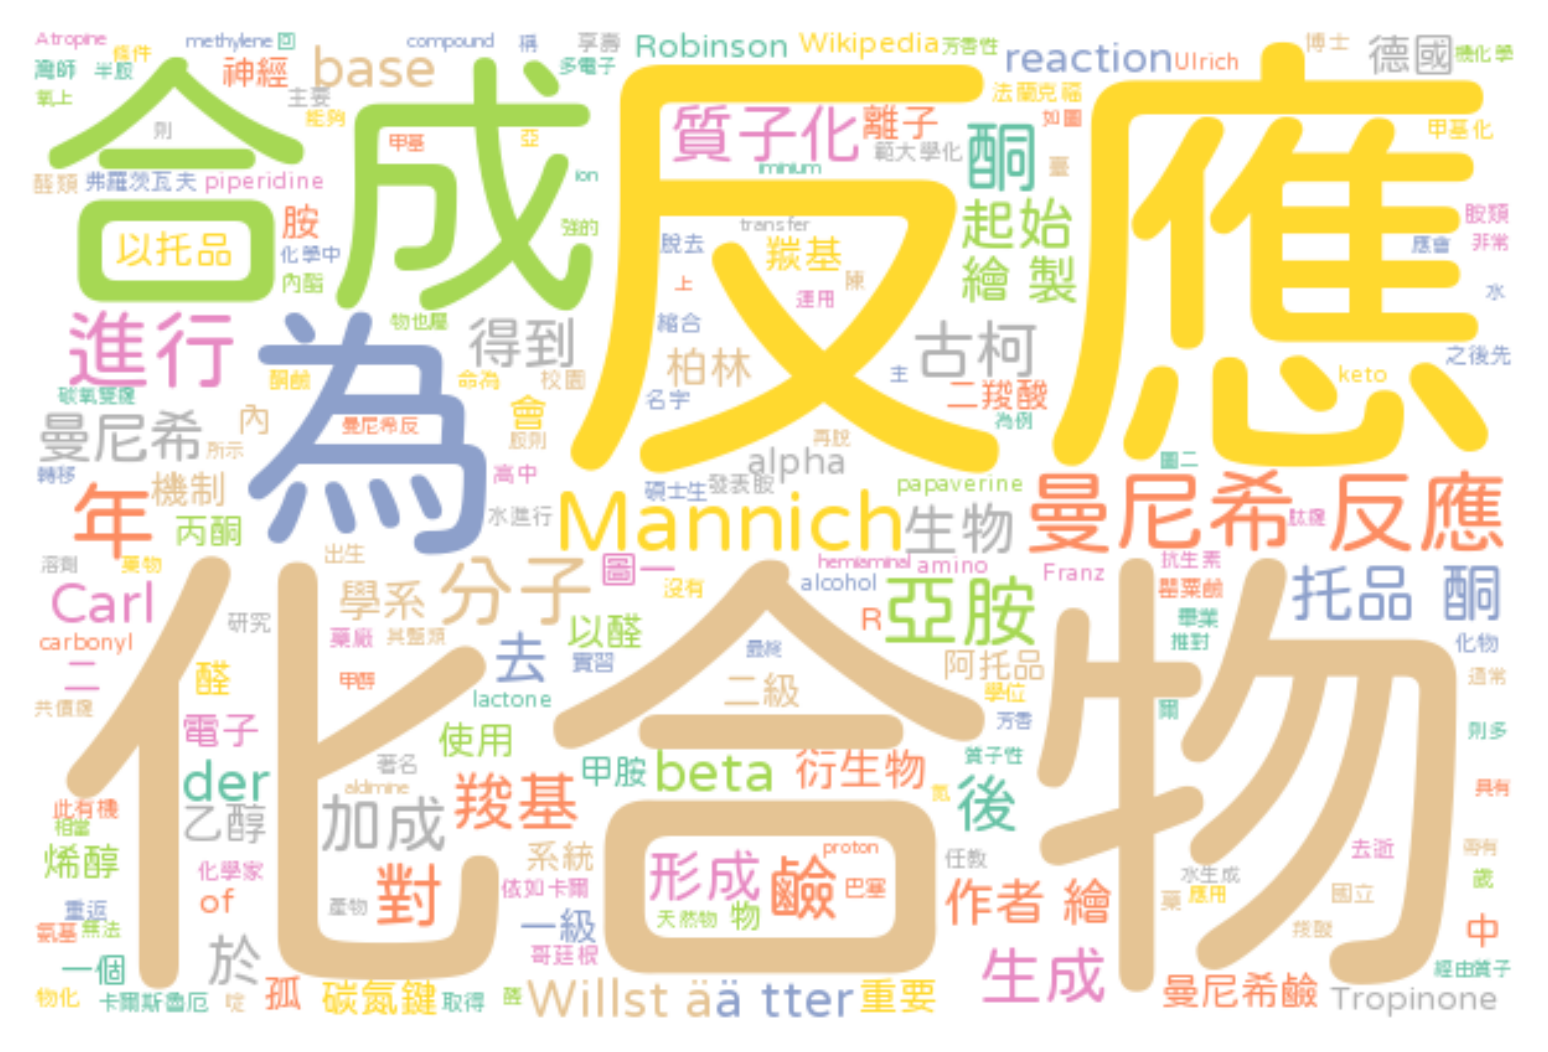 Atropine
methylene
回
compound
稱
享壽
Robinson
Wikipedia
芳香性
reaction
Ulrich
博士
德國
機化學
條件
灣師
半胺
神經
base
多電子
氧上
主要
能夠
法蘭克福
如圖
甲基化
合成
反應
則
甲基
亞
質子化
離子
酮
範大學化
臺
iminium
ion
醛類
弗羅茨瓦夫
piperidine
胺
強的
transfer
起始
胺類
以托品
化學中
脫去
羰基
應會
非常
內酯
上
運用
陳
繪 製
水
進行
為
物也屬
得到
縮合
柏林
古柯
之後先
酮鹼
命為
校園
主
keto
碳氧雙鍵
名字
二羧酸
曼尼希
內
曼尼希反
會
為例
所示
胺則
再脫
轉移
機制
高中
alpha
圖二
年
碩士生
發表胺
papaverine
曼尼希 反應
肽鍵
丙酮
水進行
Mannich
生物
溶劑
藥物
出生
化合物
學系
分子
圖一
hemiaminal
amino
Franz
抗生素
托品 酮
Carl
沒有
alcohol
罌粟鹼
研究
R
亞胺
畢業
carbonyl
藥廠
其整類
去
以醛
最終
推對
化物
二
醛
甲醇
實習
二級
阿托品
通常
共價鍵
lactone
學位
爾
電子
使用
芳香
則多
der
著名
甲胺
beta
衍生物
質子性
aldimine
氮
具有
此有機
相當
乙醇
加成
羧基
後
烯醇
proton
化學家
對
系統
形成
鹼
巴塞
任教
去逝
帶有
of
依如卡爾
水生成
歲
重返
產物
一級
天然物
物
作者 繪
藥
應用
國立
氨基
無法
於
哥廷根
羧酸
中
一個
生成
經由質子
物化
卡爾斯魯厄
啶
孤
碳氮鍵
取得
醛
Willst ä
ä tter
重要
曼尼希鹼
Tropinone